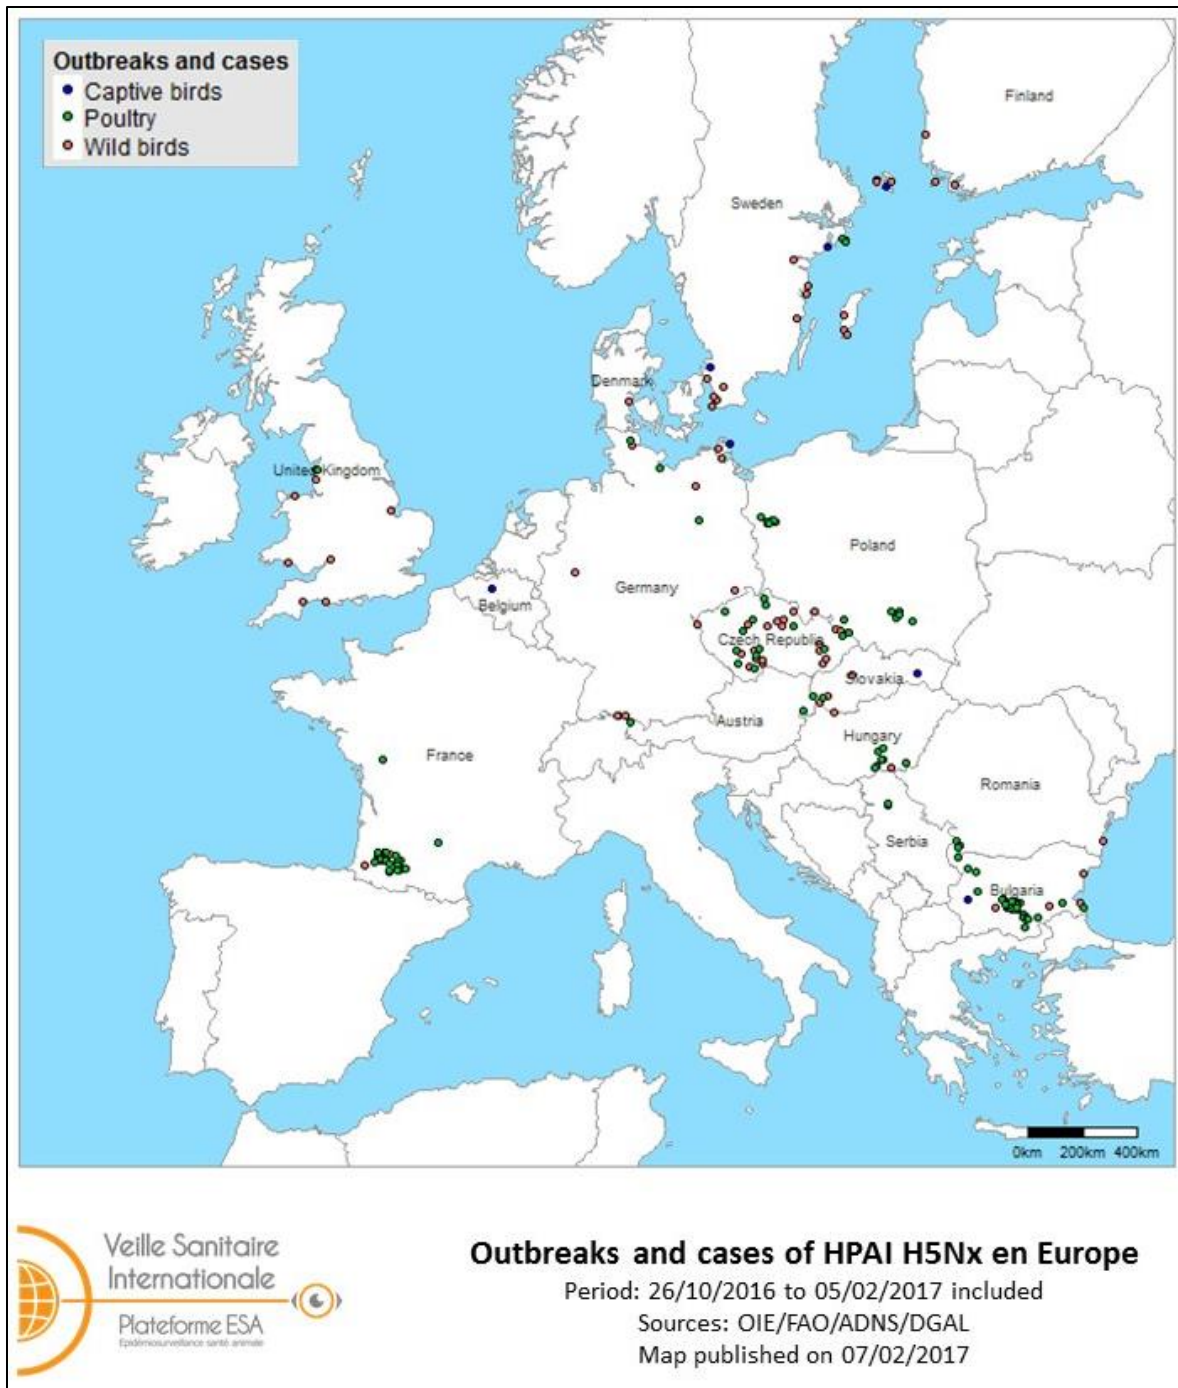 Outbreaks and cases
Captive birds
Poultry
Wild birds
Finland
Sweden
Denmark
United Kingdom
Poland
Germany
Belgium
Czech Republic
Slovakia
Austria
Hungary
France
Romania
Serbia
Bulgaria
0km 200km 400km
Veille Sanitaire
Internationale
Plateforme ESA
Epidémiosurveillance santé animale
Outbreaks and cases of HPAI H5Nx en Europe
Period: 26/10/2016 to 05/02/2017 included
Sources: OIE/FAO/ADNS/DGAL
Map published on 07/02/2017